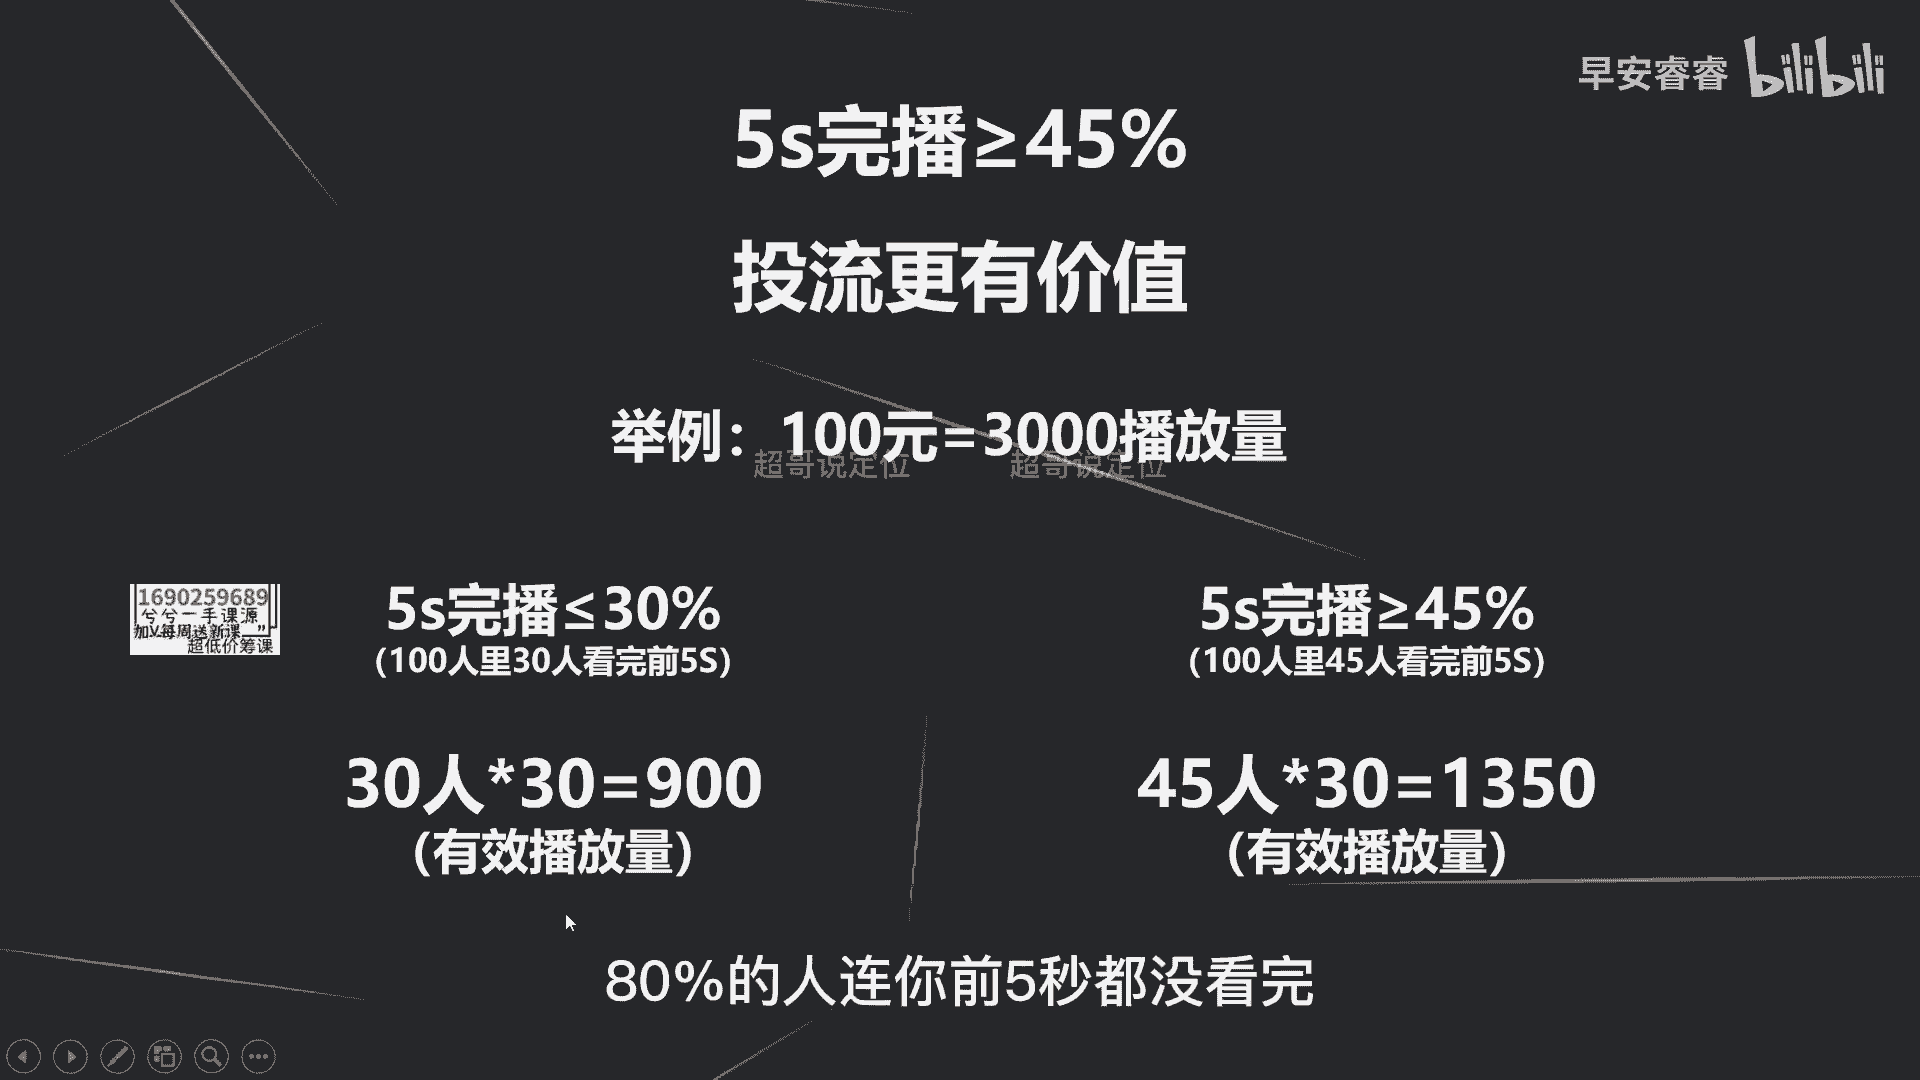 早安睿睿 bilibili
5s完播≥45%
投流更有价值
举例：100元=3000播放量
超哥说定位 超哥说定位
1690259689
兮兮一手课源
加V每周送新课
超低价筹课
5s完播≤30%
(100人里30人看完前5S)
5s完播≥45%
(100人里45人看完前5S)
30人*30=900
(有效播放量)
45人*30=1350
(有效播放量)
80%的人连你前5秒都没看完